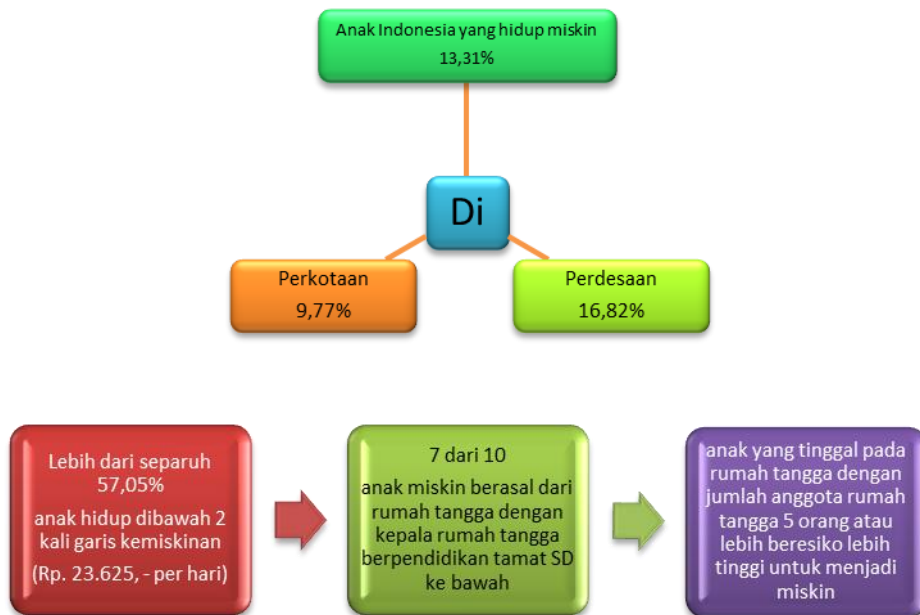 Anak Indonesia yang hidup miskin
13,31%
Di
Perkotaan
9,77%
Perdesaan
16,82%
Lebih dari separuh
57,05%
anak hidup dibawah 2
kali garis kemiskinan
(Rp. 23.625, - per hari)
7 dari 10
anak miskin berasal dari
rumah tangga dengan
kepala rumah tangga
berpendidikan tamat SD
ke bawah
anak yang tinggal pada
rumah tangga dengan
jumlah anggota rumah
tangga 5 orang atau
lebih beresiko lebih
tinggi untuk menjadi
miskin